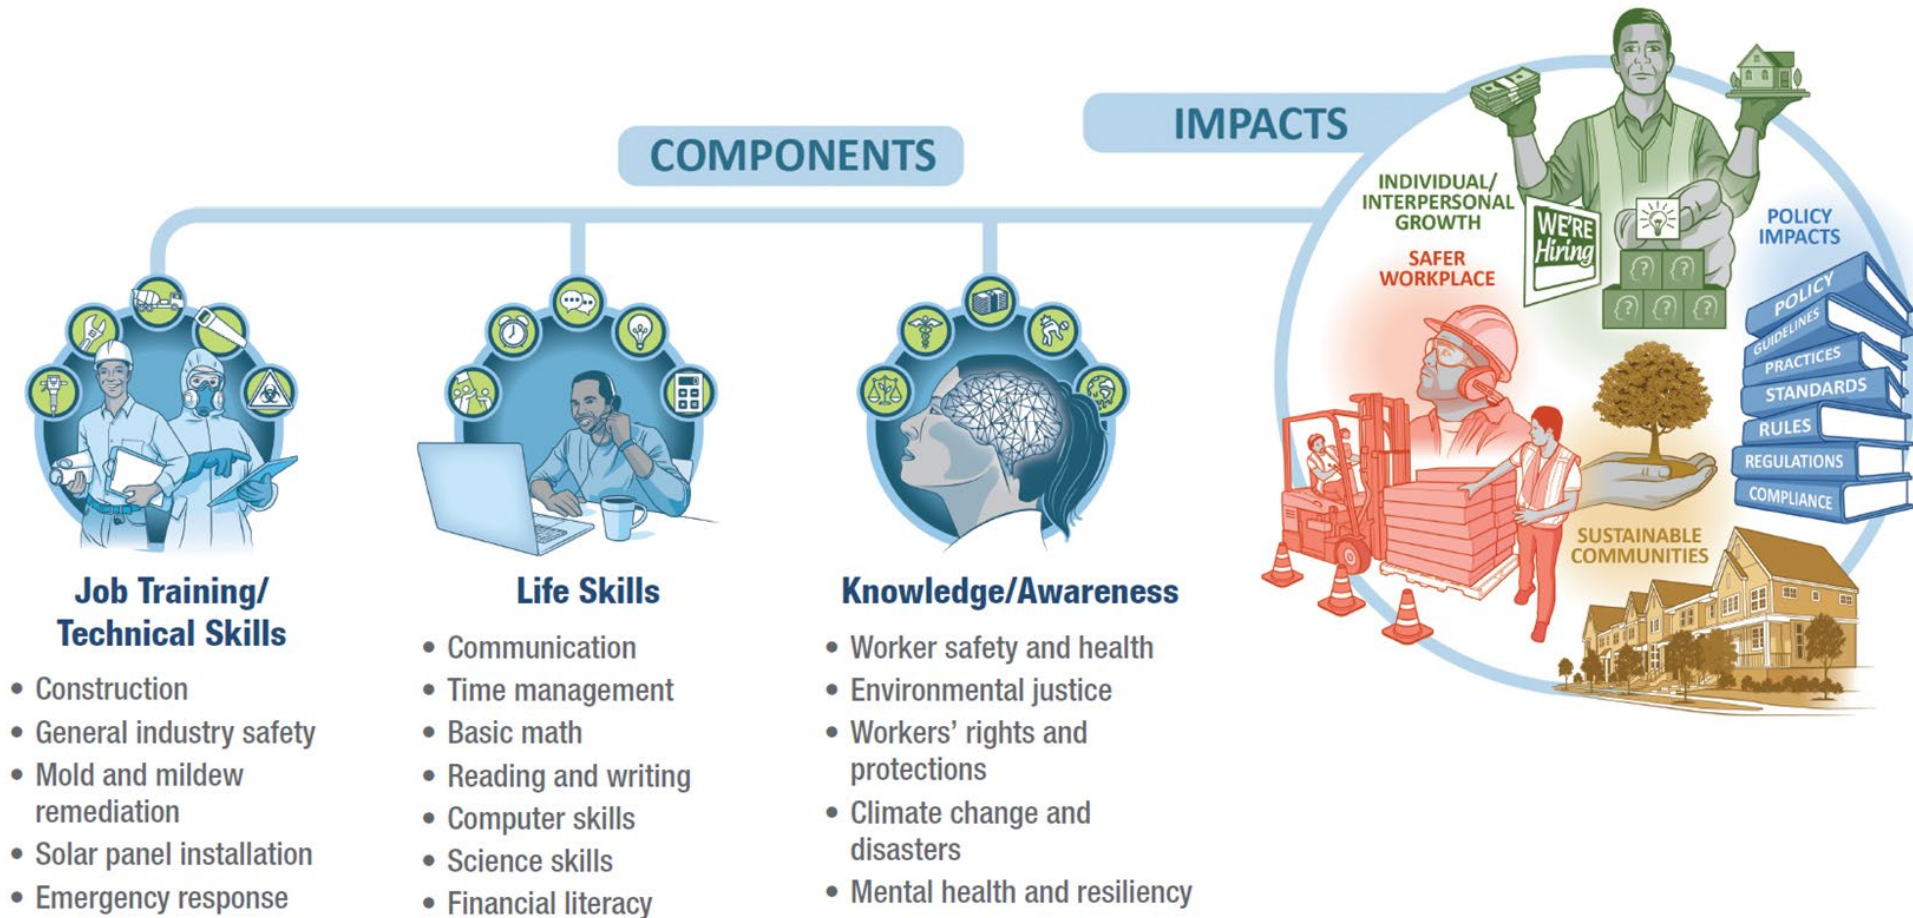 COMPONENTS
IMPACTS
INDIVIDUAL/
INTERPERSONAL
GROWTH
WE'RE
Hiring
POLICY
IMPACTS
SAFER
WORKPLACE
POLICY
GUIDELINES
PRACTICES
STANDARDS
RULES
REGULATIONS
COMPLIANCE
SUSTAINABLE
COMMUNITIES
? ?
? ? ?
Job Training/
Technical Skills
• Construction
• General industry safety
• Mold and mildew
remediation
• Solar panel installation
• Emergency response
Life Skills
• Communication
• Time management
• Basic math
• Reading and writing
• Computer skills
• Science skills
• Financial literacy
Knowledge/Awareness
• Worker safety and health
• Environmental justice
• Workers' rights and
protections
• Climate change and
disasters
• Mental health and resiliency